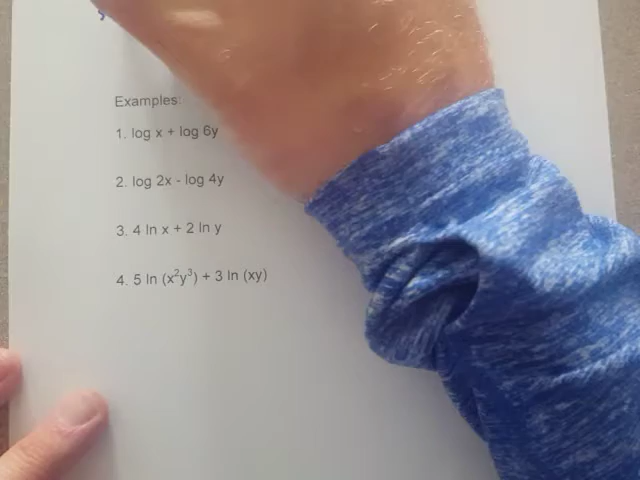 Examples:
1. log x + log 6y
2. log 2x - log 4y
3. 4 ln x + 2 ln y
4. 5 ln (x²y³) + 3 ln (xy)